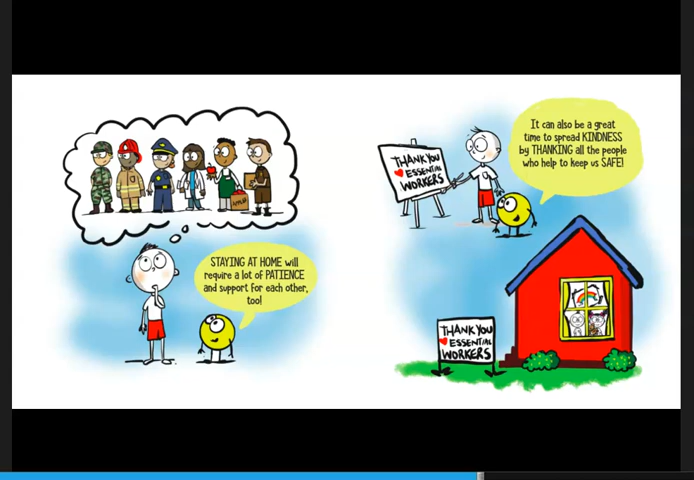 STAYING AT HOME will
require a lot of PATIENCE
and support for each other,
too!
It can also be a great
time to spread KINDNESS
by THANKING all the people
who help to keep us SAFE!
THANK YOU
ESSENTIAL
WORKERS
THANK YOU
ESSENTIAL
WORKERS
APPLES